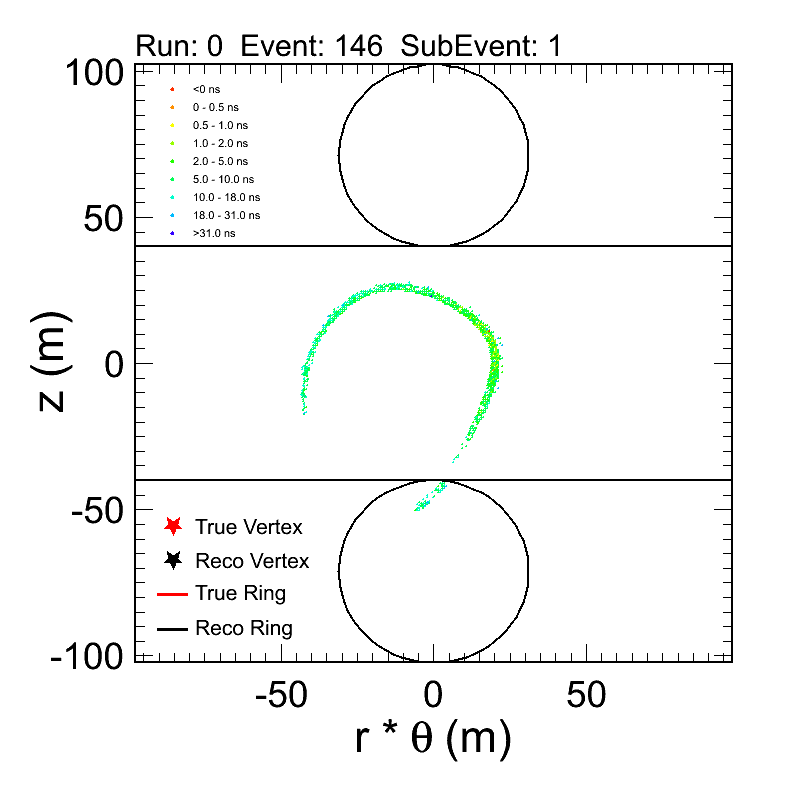 Run: 0  Event: 146  SubEvent: 1
100
<0 ns
0 - 0.5 ns
0.5 - 1.0 ns
1.0 - 2.0 ns
2.0 - 5.0 ns
5.0 - 10.0 ns
10.0 - 18.0 ns
18.0 - 31.0 ns
>31.0 ns
50
0
z (m)
-50
True Vertex
Reco Vertex
True Ring
Reco Ring
-100
-50 0 50
r * θ (m)